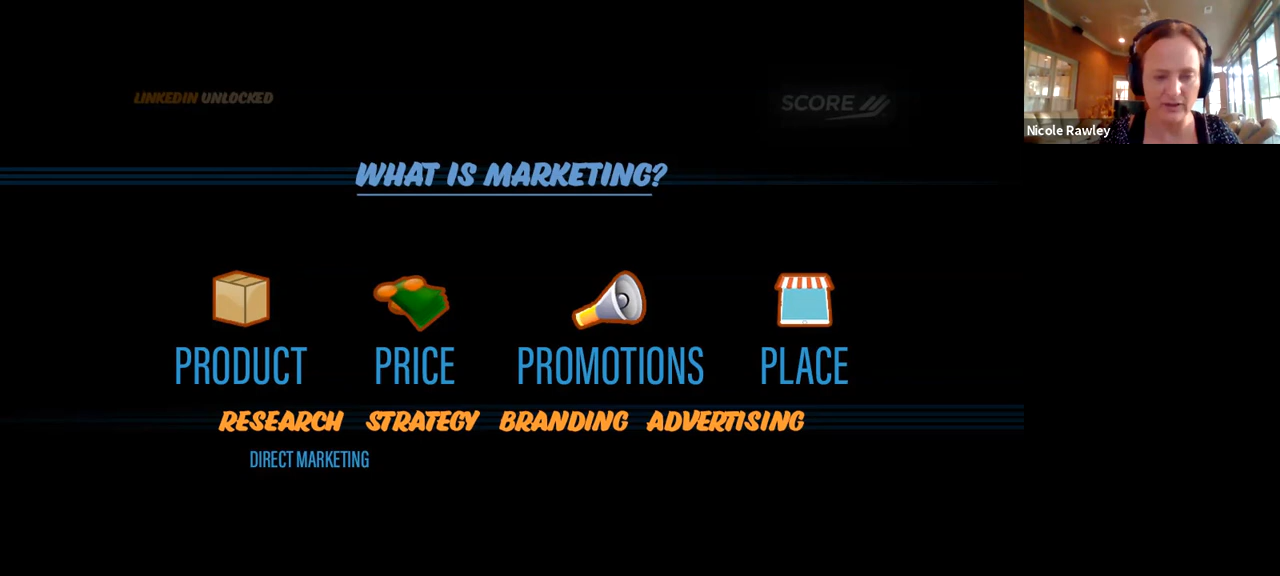 LINKEDIN UNLOCKED
SCORE
Nicole Rawley
WHAT IS MARKETING?
PRODUCT PRICE PROMOTIONS PLACE
RESEARCH STRATEGY BRANDING ADVERTISING
DIRECT MARKETING